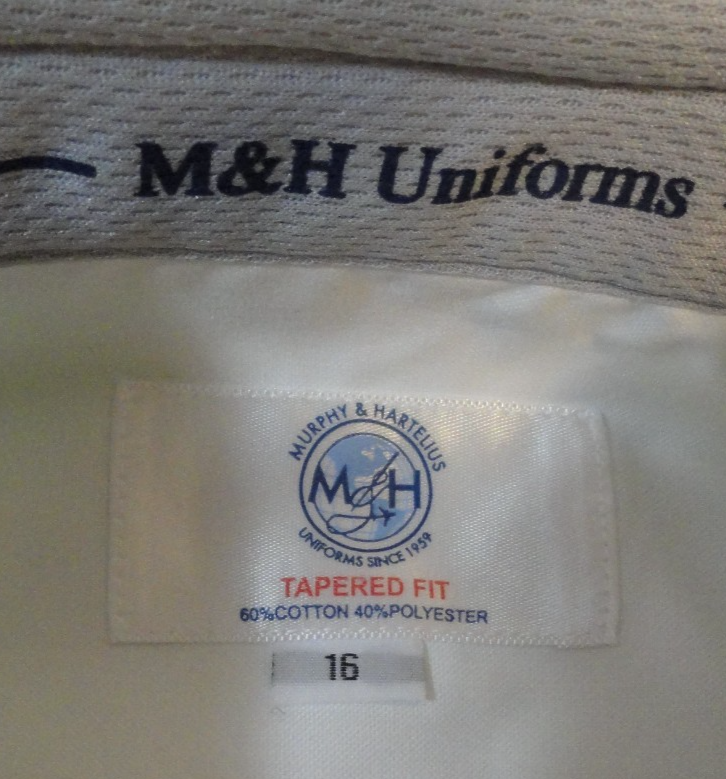 M&H Uniforms
MURPHY & HARTELIUS
M&H
UNIFORMS SINCE 1959
TAPERED FIT
60%COTTON 40%POLYESTER
16